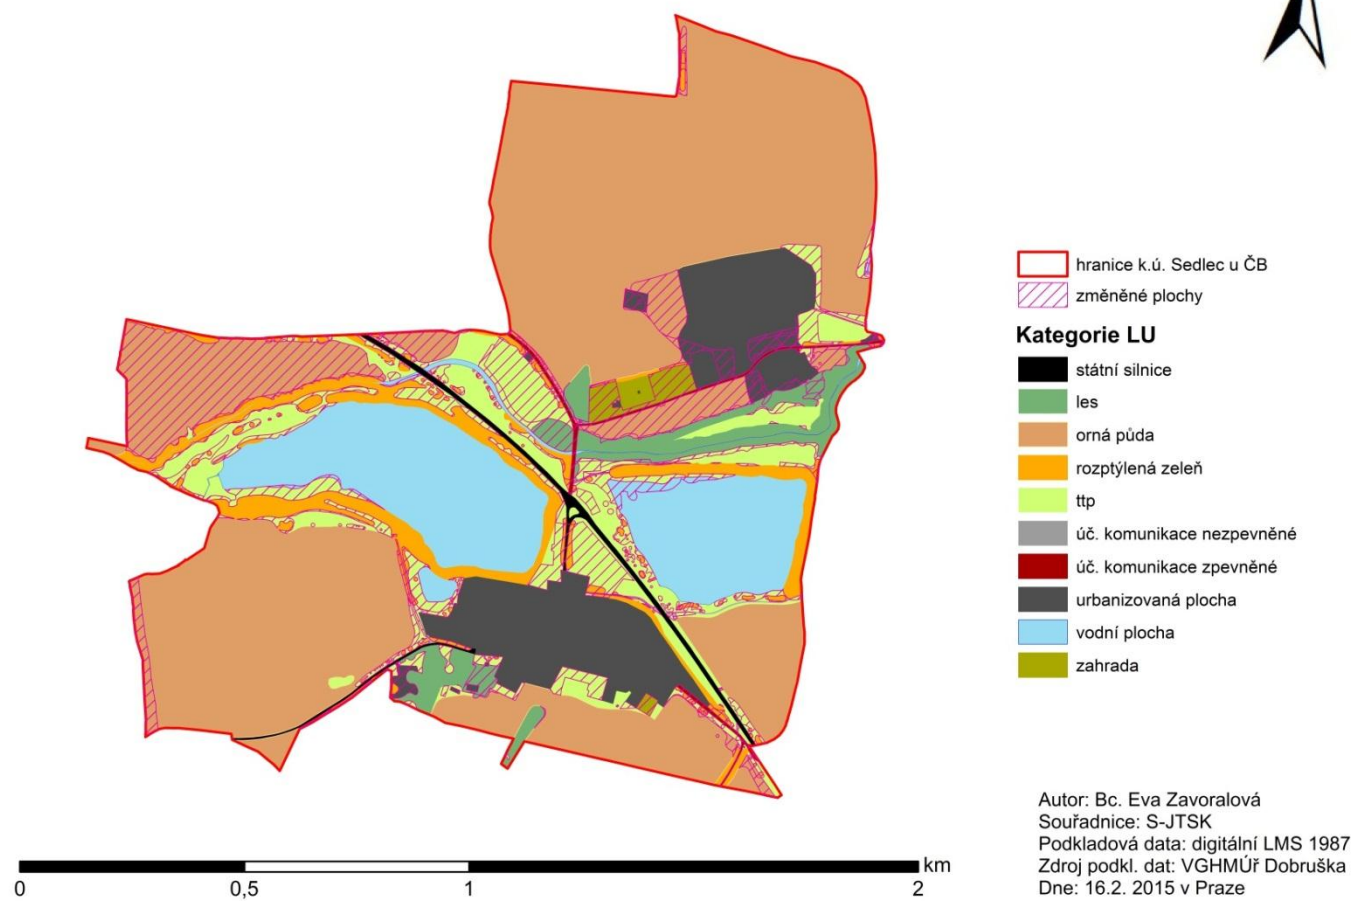 hranice k.ú. Sedlec u ČB
změněné plochy
Kategorie LU
státní silnice
les
orná půda
rozptýlená zeleň
ttp
úč. komunikace nezpevněné
úč. komunikace zpevněné
urbanizovaná plocha
vodní plocha
zahrada
Autor: Bc. Eva Zavoralová
Souřadnice: S-JTSK
Podkladová data: digitální LMS 1987
Zdroj podkl. dat: VGHMÚř Dobruška
Dne: 16.2. 2015 v Praze
km
0 0,5 1 2